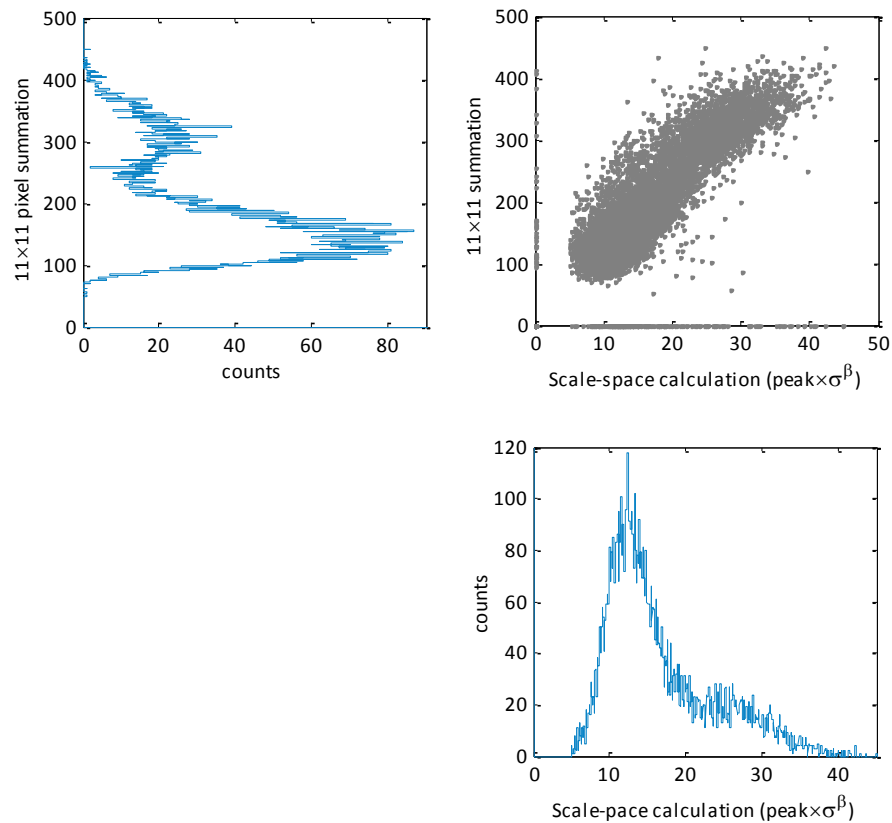 500
400
300
200
100
0
11×11 pixel summation
0 20 40 60 80
counts
500
400
300
200
100
0
11×11 summation
0 10 20 30 40 50
Scale-space calculation (peak×σ^β)
120
100
80
60
40
20
0
counts
0 10 20 30 40
Scale-pace calculation (peak×σ^β)